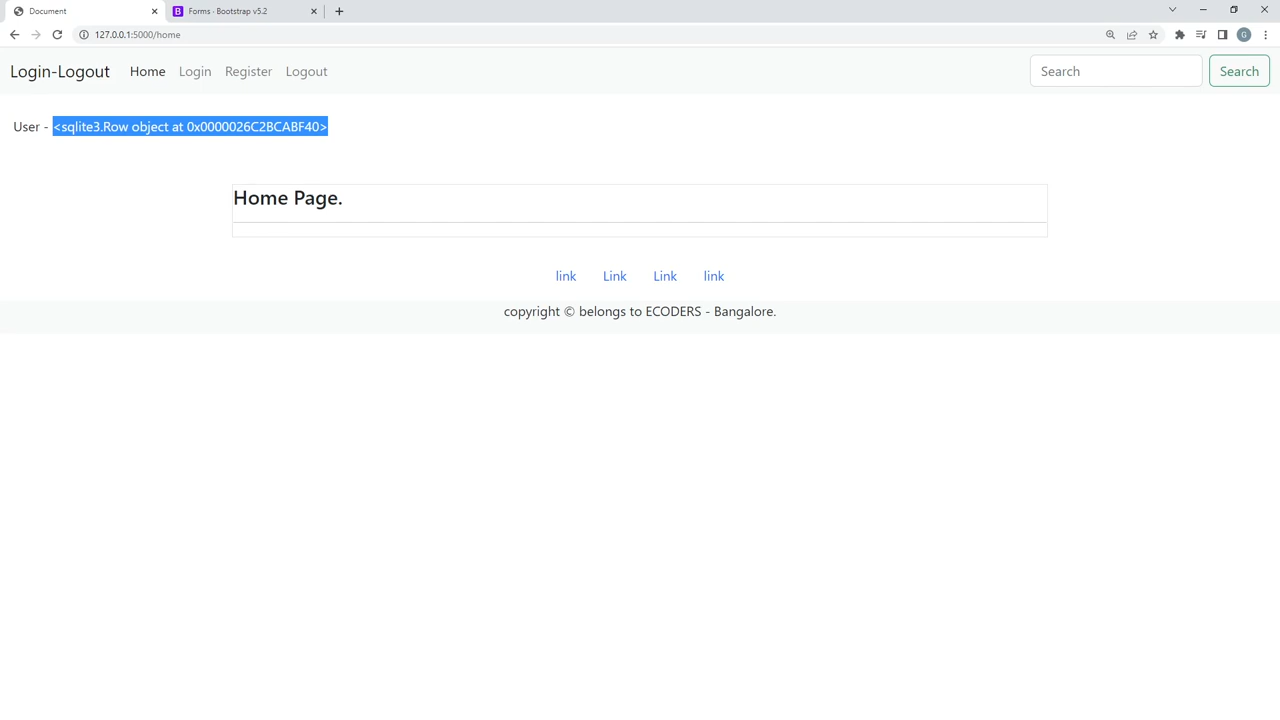 Document
Forms · Bootstrap v5.2
127.0.0.1:5000/home
G
Login-Logout Home Login Register Logout Search Search
User - <sqlite3.Row object at 0x0000026C2BCABF40>
Home Page.
link Link Link link
copyright © belongs to ECODERS - Bangalore.